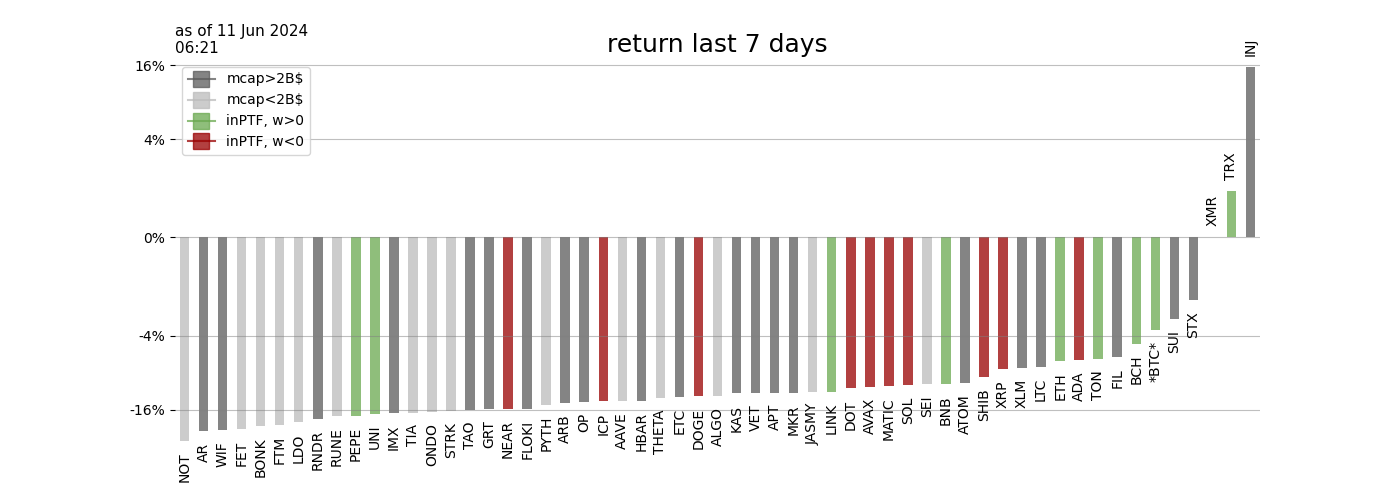 as of 11 Jun 2024
06:21
return last 7 days
16%
4%
0%
-4%
-16%
mcap>2B$
mcap<2B$
inPTF, w>0
inPTF, w<0
NOT
AR
WIF
FET
BONK
FTM
LDO
RNDR
RUNE
PEPE
UNI
IMX
TIA
ONDO
STRK
TAO
GRT
NEAR
FLOKI
PYTH
ARB
OP
ICP
AAVE
HBAR
THETA
ETC
DOGE
ALGO
KAS
VET
APT
MKR
JASMY
LINK
DOT
AVAX
MATIC
SOL
SEI
BNB
ATOM
SHIB
XRP
XLM
LTC
ETH
ADA
TON
FIL
BCH
*BTC*
SUI
STX
XMR
TRX
INJ